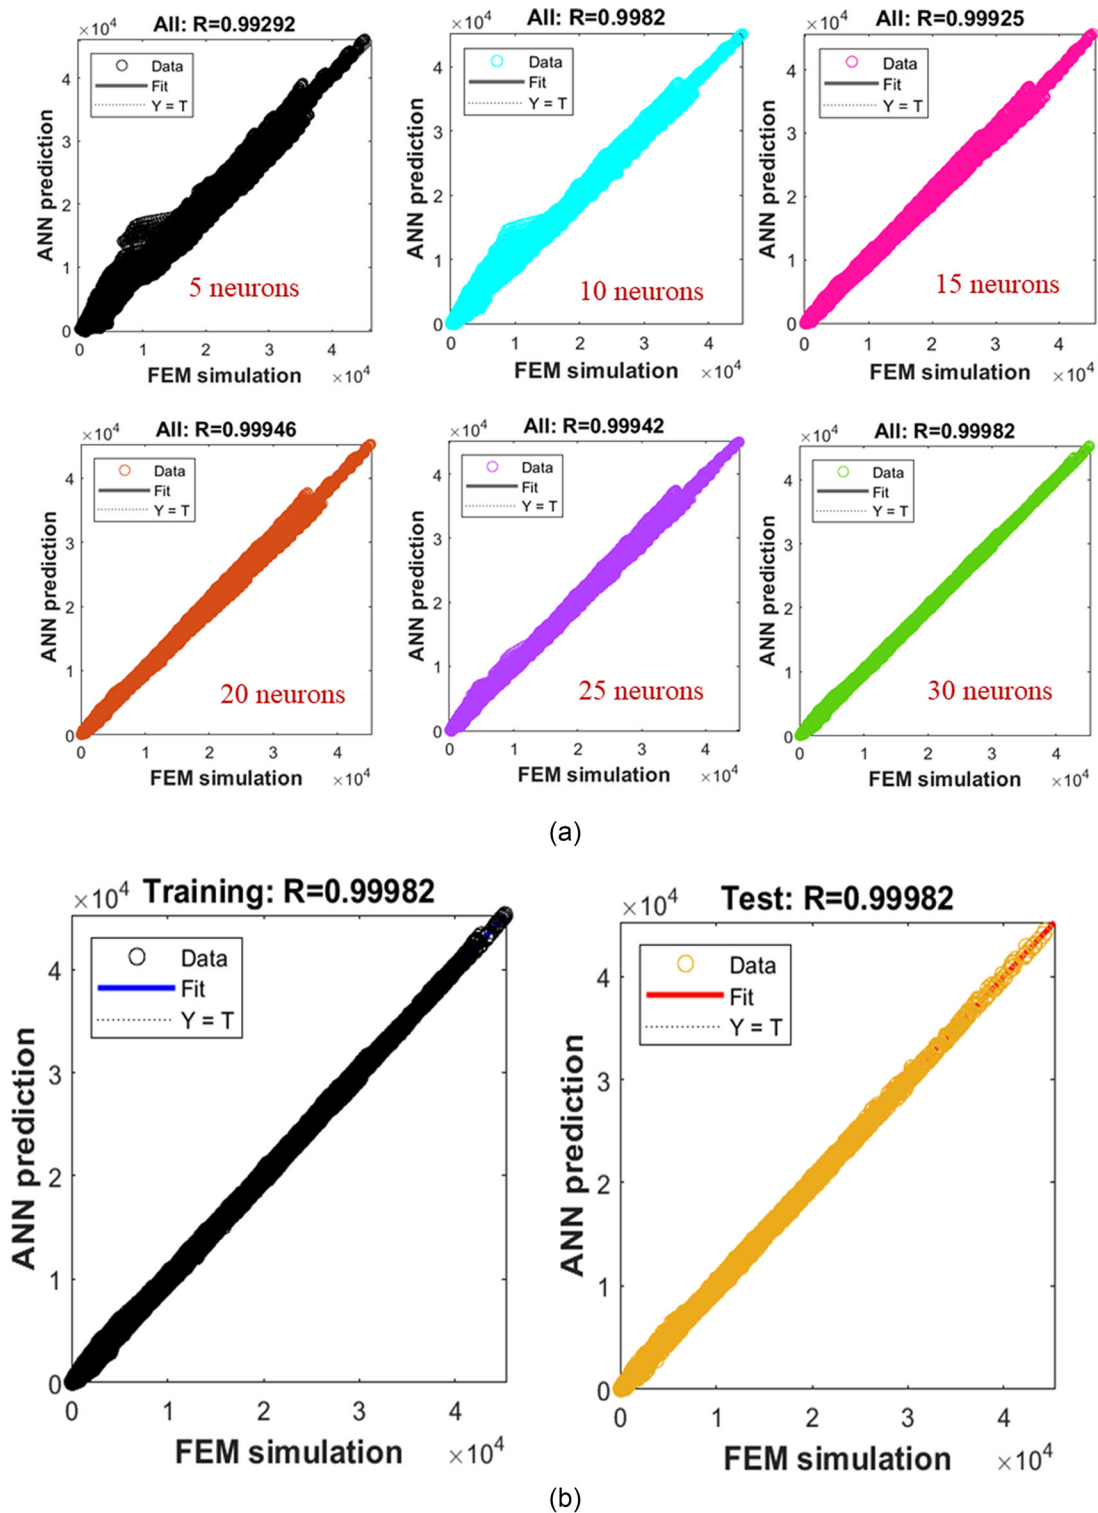 All: R=0.99292
×10⁴
Data
Fit
Y = T
ANN prediction
4
3
2
1
0
5 neurons
0 1 2 3 4
FEM simulation ×10⁴
All: R=0.9982
×10⁴
Data
Fit
Y = T
ANN prediction
4
3
2
1
0
10 neurons
0 1 2 3 4
FEM simulation ×10⁴
All: R=0.99925
×10⁴
Data
Fit
Y = T
ANN prediction
4
3
2
1
0
15 neurons
0 1 2 3 4
FEM simulation ×10⁴
All: R=0.99946
×10⁴
Data
Fit
Y = T
ANN prediction
4
3
2
1
0
20 neurons
0 1 2 3 4
FEM simulation ×10⁴
All: R=0.99942
×10⁴
Data
Fit
Y = T
ANN prediction
4
3
2
1
0
25 neurons
0 1 2 3 4
FEM simulation ×10⁴
All: R=0.99982
×10⁴
Data
Fit
Y = T
ANN prediction
4
3
2
1
0
30 neurons
0 1 2 3 4
FEM simulation ×10⁴
(a)
×10⁴ Training: R=0.99982
Data
Fit
Y = T
ANN prediction
4
3
2
1
0
0 1 2 3 4
FEM simulation ×10⁴
×10⁴ Test: R=0.99982
Data
Fit
Y = T
ANN prediction
4
3
2
1
0
0 1 2 3 4
FEM simulation ×10⁴
(b)